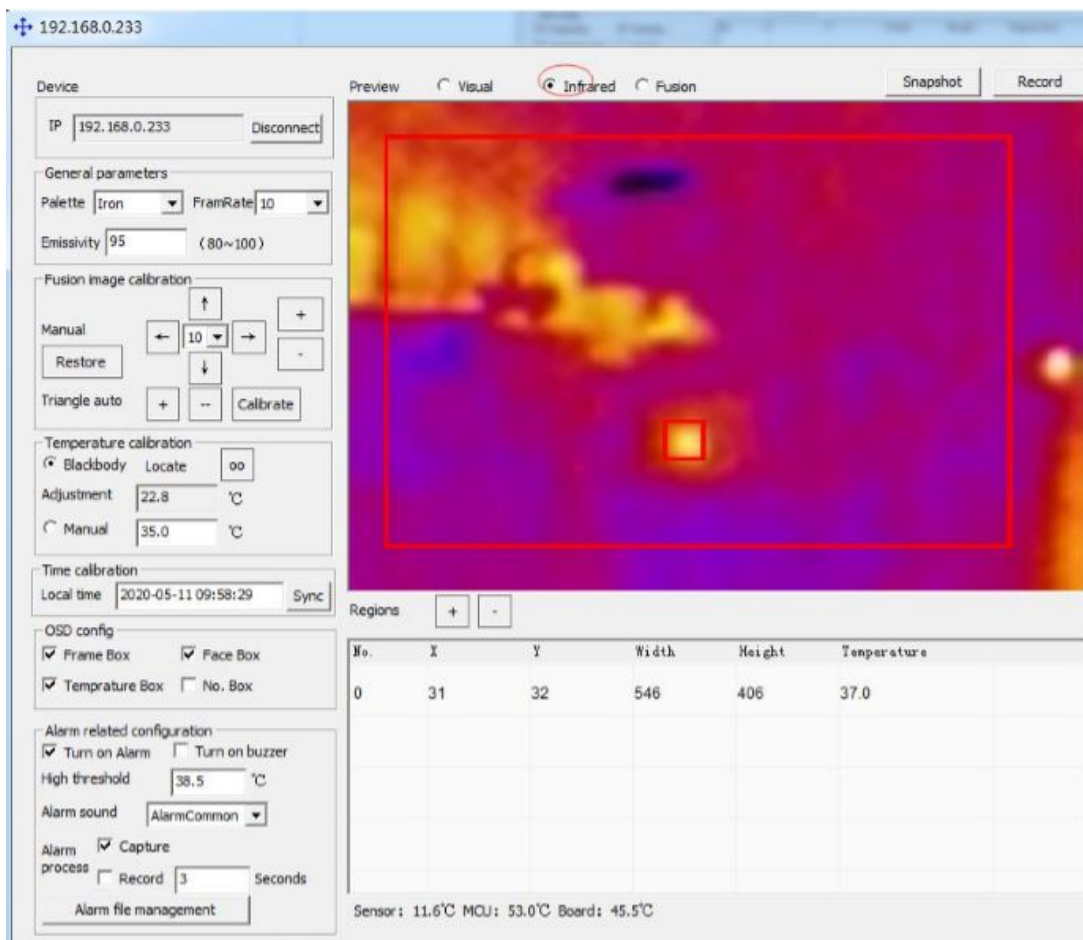 192.168.0.233
Device
IP 192.168.0.233 Disconnect
General parameters
Palette Iron FramRate 10
Emissivity 95 (80~100)
Fusion image calibration
↑
+
Manual
← 10 →
-
Restore
↓
Triangle auto + -- Calibrate
Temperature calibration
Blackbody Locate oo
Adjustment 22.8 ℃
Manual 35.0 ℃
Time calibration
Local time 2020-05-11 09:58:29 Sync
OSD config
Frame Box Face Box
Temprature Box No. Box
Alarm related configuration
Turn on Alarm Turn on buzzer
High threshold 38.5 ℃
Alarm sound AlarmCommon
Alarm process Capture
Record 3 Seconds
Alarm file management
Preview Visual Infrared Fusion Snapshot Record
Regions + -
No. X Y Width Height Temperature
0 31 32 546 406 37.0
Sensor: 11.6℃ MCU: 53.0℃ Board: 45.5℃